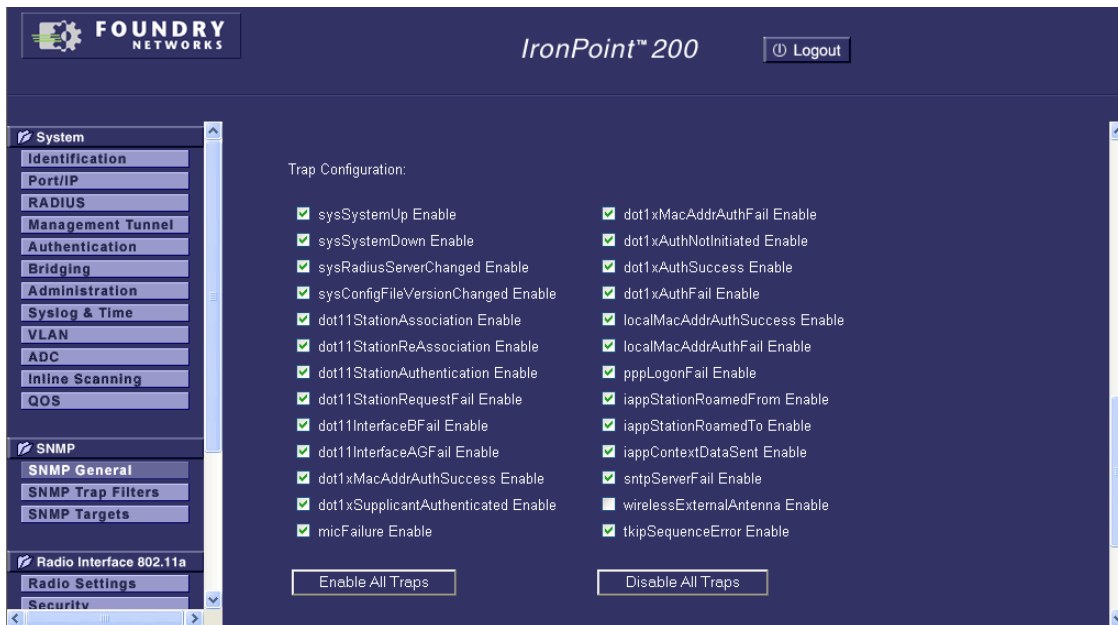 FOUNDRY
NETWORKS
IronPoint™ 200
Logout
System
Identification
Port/IP
RADIUS
Management Tunnel
Authentication
Bridging
Administration
Syslog & Time
VLAN
ADC
Inline Scanning
QOS
SNMP
SNMP General
SNMP Trap Filters
SNMP Targets
Radio Interface 802.11a
Radio Settings
Security
Trap Configuration:
sysSystemUp Enable
sysSystemDown Enable
sysRadiusServerChanged Enable
sysConfigFileVersionChanged Enable
dot11StationAssociation Enable
dot11StationReAssociation Enable
dot11StationAuthentication Enable
dot11StationRequestFail Enable
dot11InterfaceBFail Enable
dot11InterfaceAGFail Enable
dot1xMacAddrAuthSuccess Enable
dot1xSupplicantAuthenticated Enable
micFailure Enable
dot1xMacAddrAuthFail Enable
dot1xAuthNotInitiated Enable
dot1xAuthSuccess Enable
dot1xAuthFail Enable
localMacAddrAuthSuccess Enable
localMacAddrAuthFail Enable
pppLogonFail Enable
iappStationRoamedFrom Enable
iappStationRoamedTo Enable
iappContextDataSent Enable
sntpServerFail Enable
wirelessExternalAntenna Enable
tkipSequenceError Enable
Enable All Traps
Disable All Traps